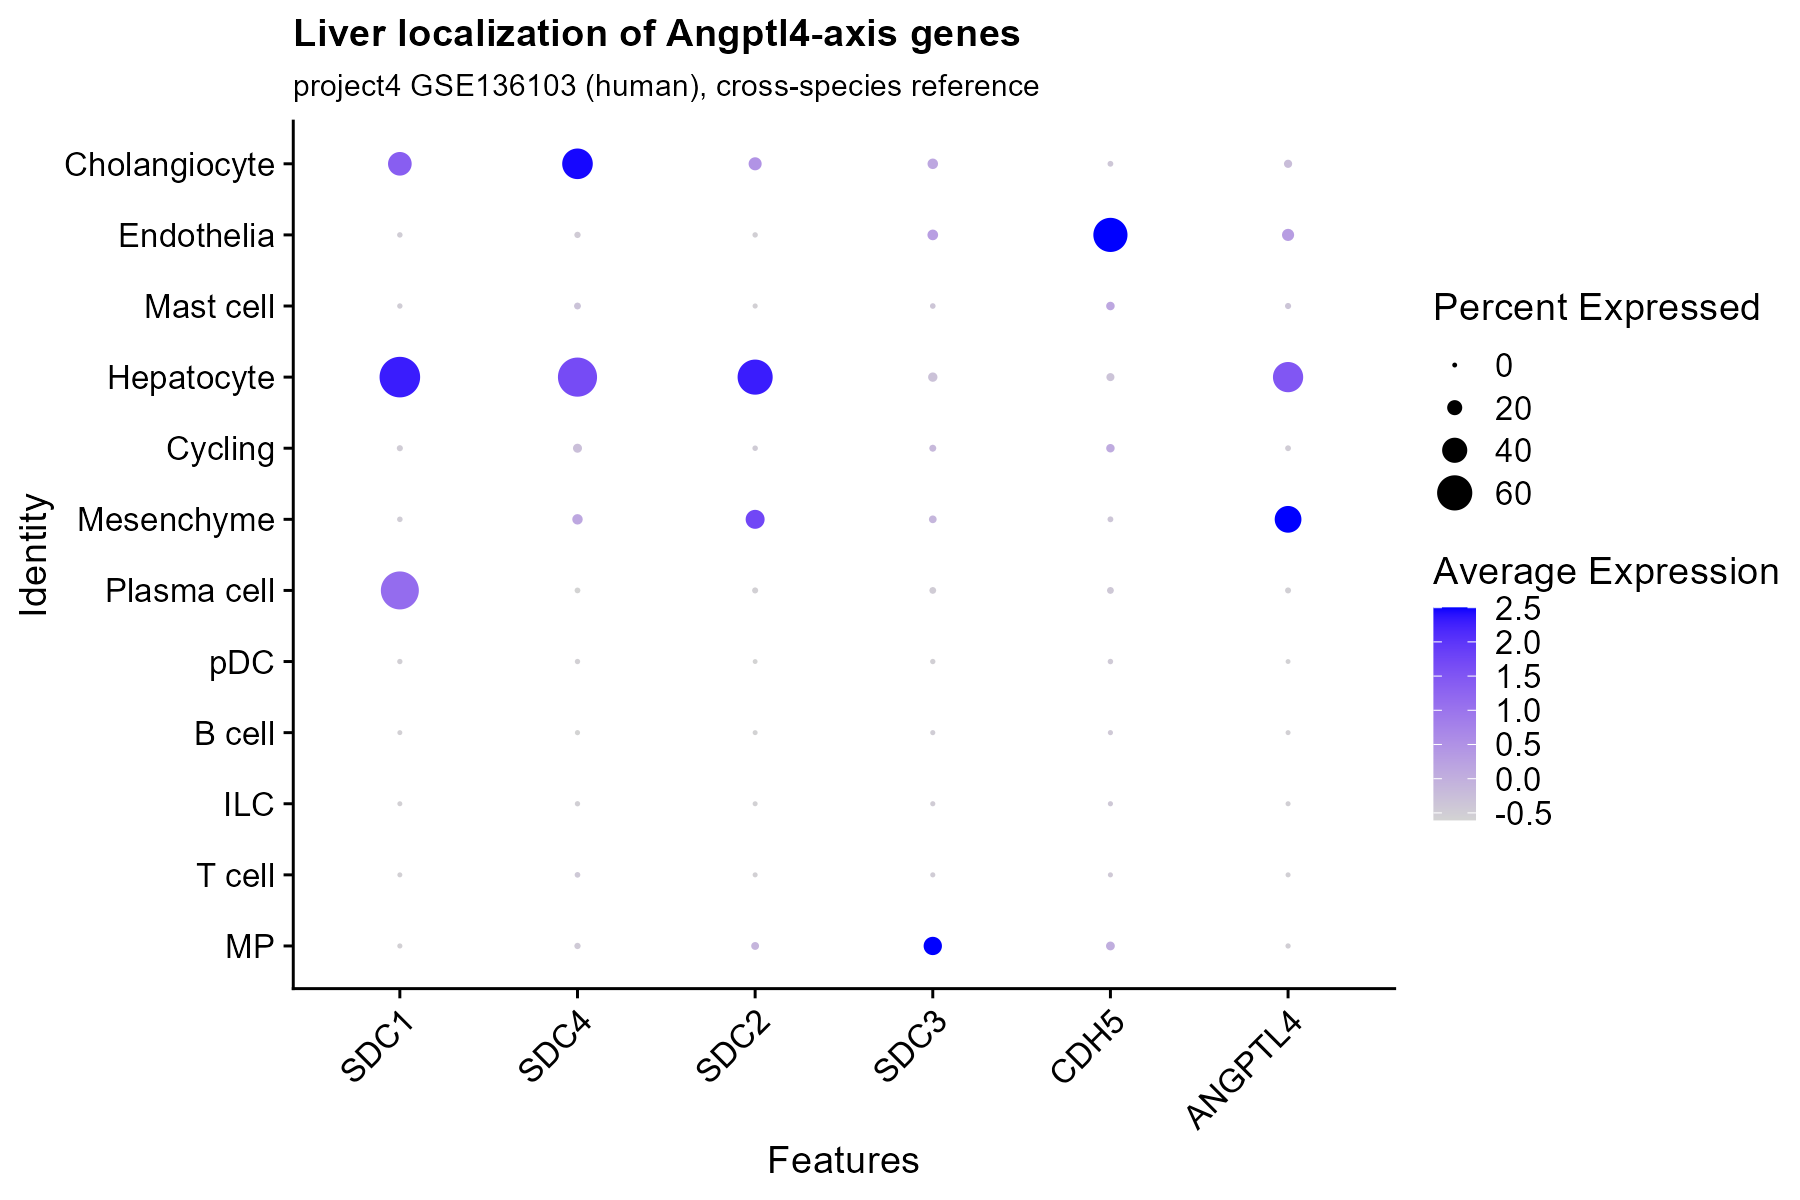 Liver localization of Angptl4-axis genes
project4 GSE136103 (human), cross-species reference
Identity
Cholangiocyte
Endothelia
Mast cell
Hepatocyte
Cycling
Mesenchyme
Plasma cell
pDC
B cell
ILC
T cell
MP
SDC1
SDC4
SDC2
SDC3
CDH5
ANGPTL4
Features
Percent Expressed
0
20
40
60
Average Expression
2.5
2.0
1.5
1.0
0.5
0.0
-0.5